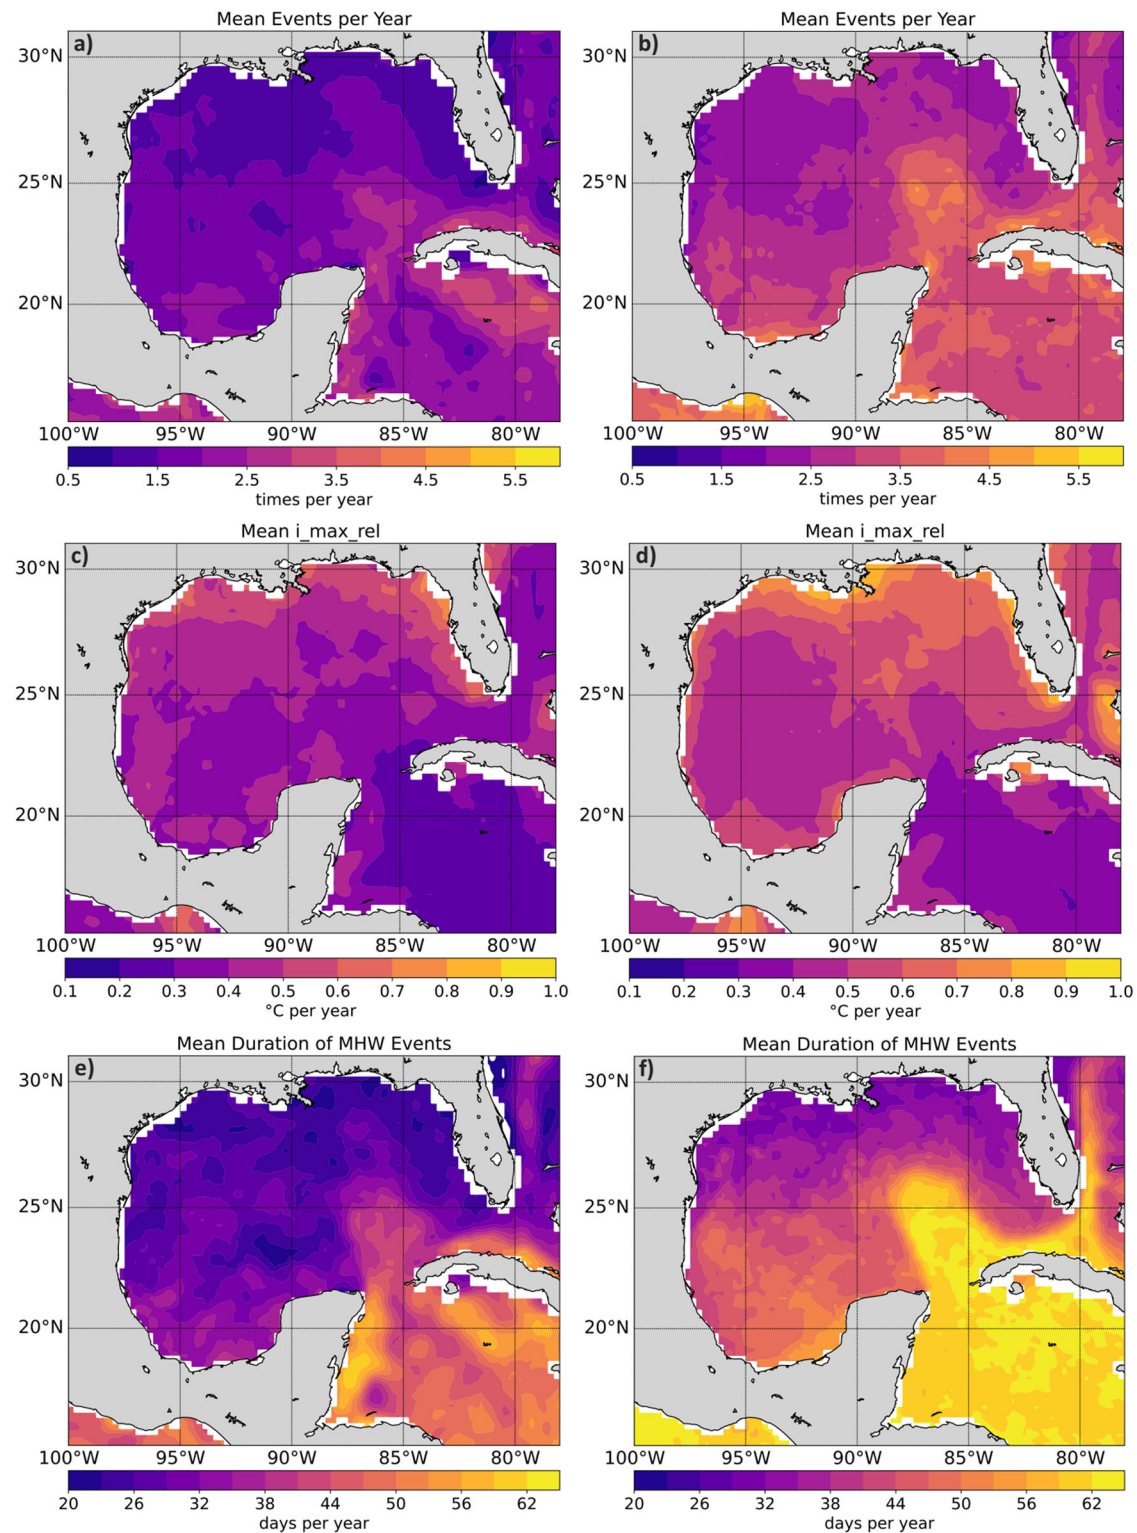 Mean Events per Year
Mean Events per Year
a)
b)
30°N
25°N
20°N
100°W 95°W 90°W 85°W 80°W
30°N
25°N
20°N
100°W 95°W 90°W 85°W 80°W
0.5 1.5 2.5 3.5 4.5 5.5
times per year
0.5 1.5 2.5 3.5 4.5 5.5
times per year
Mean i_max_rel
Mean i_max_rel
c)
d)
30°N
25°N
20°N
100°W 95°W 90°W 85°W 80°W
30°N
25°N
20°N
100°W 95°W 90°W 85°W 80°W
0.1 0.2 0.3 0.4 0.5 0.6 0.7 0.8 0.9 1.0
°C per year
0.1 0.2 0.3 0.4 0.5 0.6 0.7 0.8 0.9 1.0
°C per year
Mean Duration of MHW Events
Mean Duration of MHW Events
e)
f)
30°N
25°N
20°N
100°W 95°W 90°W 85°W 80°W
30°N
25°N
20°N
100°W 95°W 90°W 85°W 80°W
20 26 32 38 44 50 56 62
days per year
20 26 32 38 44 50 56 62
days per year